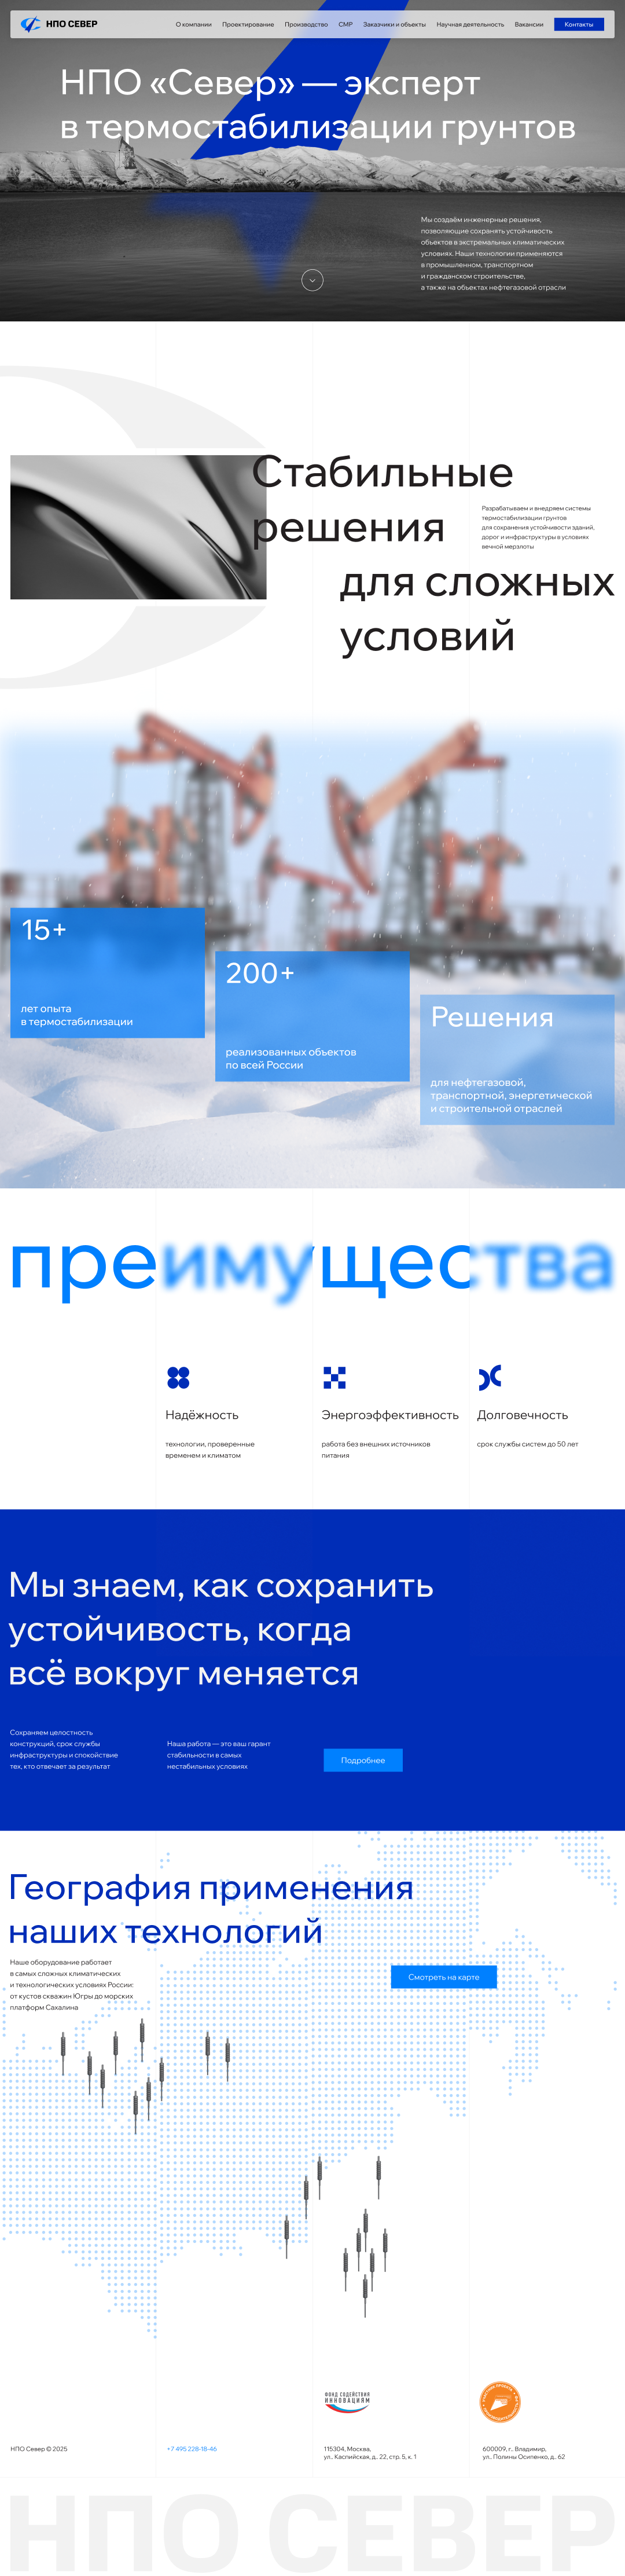 НПО СЕВЕР
О компании
Проектирование
Производство
СМР
Заказчики и объекты
Научная деятельность
Вакансии
Контакты
НПО «Север» — эксперт
в термостабилизации грунтов
Мы создаём инженерные решения,
позволяющие сохранять устойчивость
объектов в экстремальных климатических
условиях. Наши технологии применяются
в промышленном, транспортном
и гражданском строительстве,
а также на объектах нефтегазовой отрасли
Стабильные
решения
для сложных
условий
Разрабатываем и внедряем системы
термостабилизации грунтов
для сохранения устойчивости зданий,
дорог и инфраструктуры в условиях
вечной мерзлоты
15+
лет опыта
в термостабилизации
200+
реализованных объектов
по всей России
Решения
для нефтегазовой,
транспортной, энергетической
и строительной отраслей
преимущества
Надёжность
технологии, проверенные
временем и климатом
Энергоэффективность
работа без внешних источников
питания
Долговечность
срок службы систем до 50 лет
Мы знаем, как сохранить
устойчивость, когда
всё вокруг меняется
Сохраняем целостность
конструкций, срок службы
инфраструктуры и спокойствие
тех, кто отвечает за результат
Наша работа — это ваш гарант
стабильности в самых
нестабильных условиях
Подробнее
География применения
наших технологий
Наше оборудование работает
в самых сложных климатических
и технологических условиях России:
от кустов скважин Югры до морских
платформ Сахалина
Смотреть на карте
ФОНД СОДЕЙСТВИЯ
ИННОВАЦИЯМ
НПО Север © 2025
+7 495 228-18-46
115304, Москва,
ул., Каспийская, д.. 22, стр. 5, к. 1
600009, г.. Владимир,
ул.. Полины Осипенко, д.. 62
НПО СЕВЕР